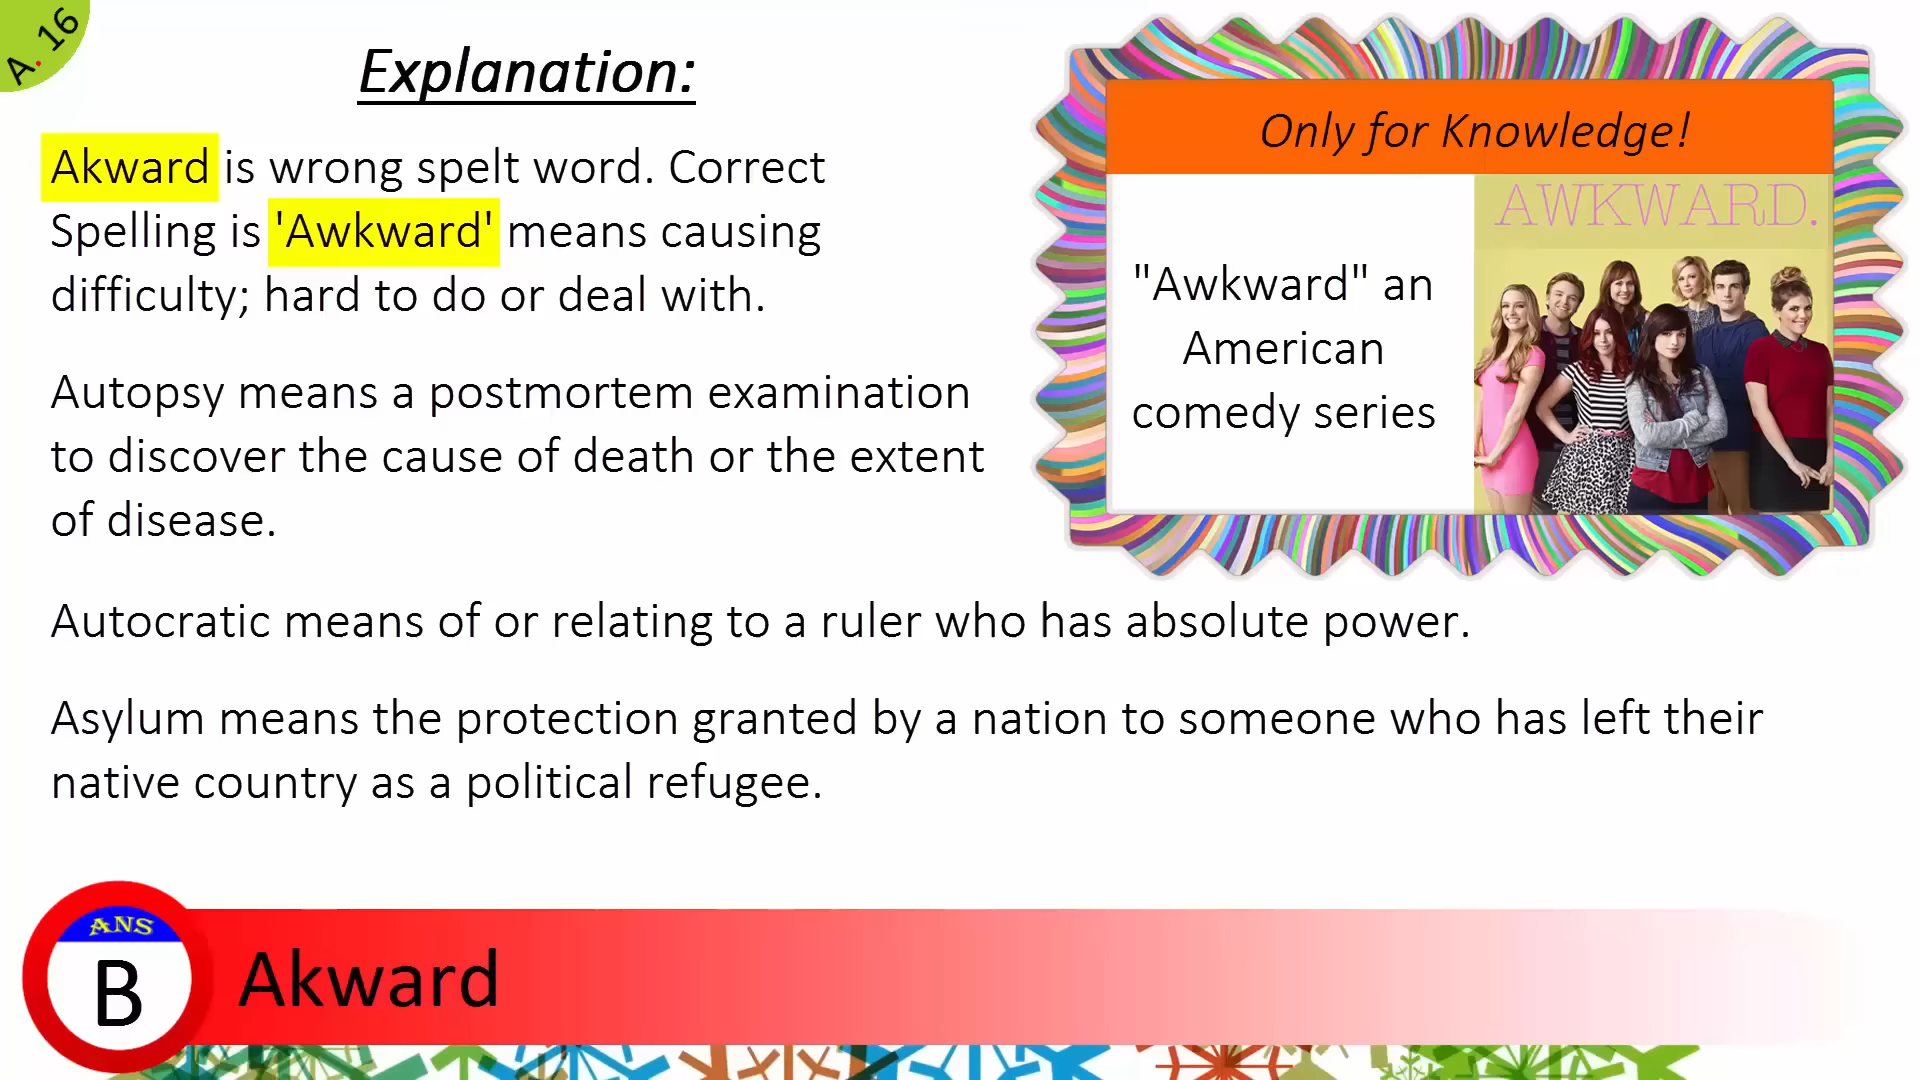 A. 16
Explanation:
Akward is wrong spelt word. Correct
Spelling is 'Awkward' means causing
difficulty; hard to do or deal with.
Autopsy means a postmortem examination
to discover the cause of death or the extent
of disease.
Only for Knowledge!
AWKWARD.
"Awkward" an
American
comedy series
Autocratic means of or relating to a ruler who has absolute power.
Asylum means the protection granted by a nation to someone who has left their
native country as a political refugee.
ANS
B
Akward